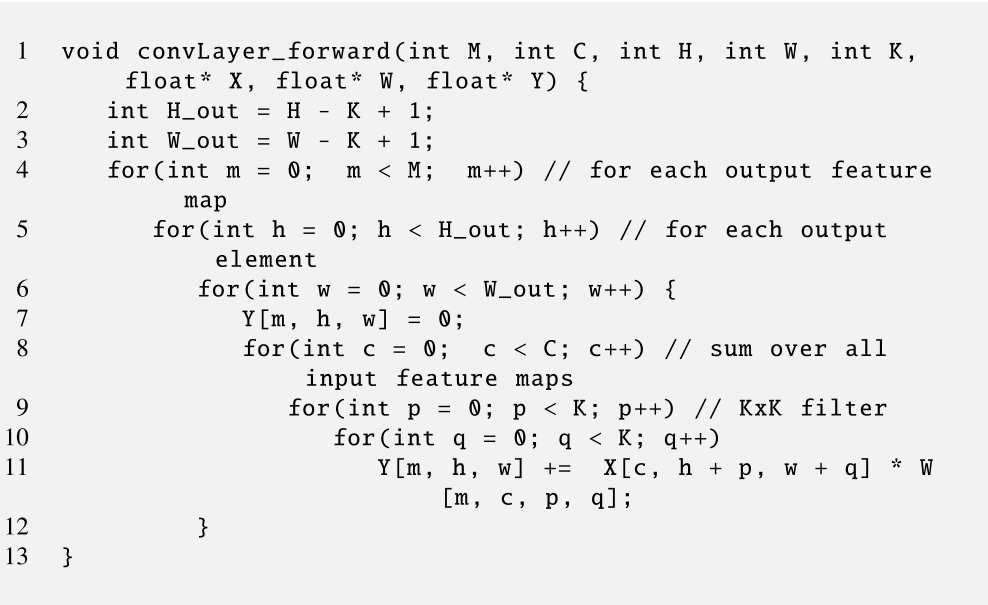 1 void convLayer_forward(int M, int C, int H, int W, int K,
float* X, float* W, float* Y) {
2 int H_out = H - K + 1;
3 int W_out = W - K + 1;
4 for(int m = 0; m < M; m++) // for each output feature
map
5 for(int h = 0; h < H_out; h++) // for each output
element
6 for(int w = 0; w < W_out; w++) {
7 Y[m, h, w] = 0;
8 for(int c = 0; c < C; c++) // sum over all
input feature maps
9 for(int p = 0; p < K; p++) // KxK filter
10 for(int q = 0; q < K; q++)
11 Y[m, h, w] += X[c, h + p, w + q] * W
[m, c, p, q];
12 }
13 }